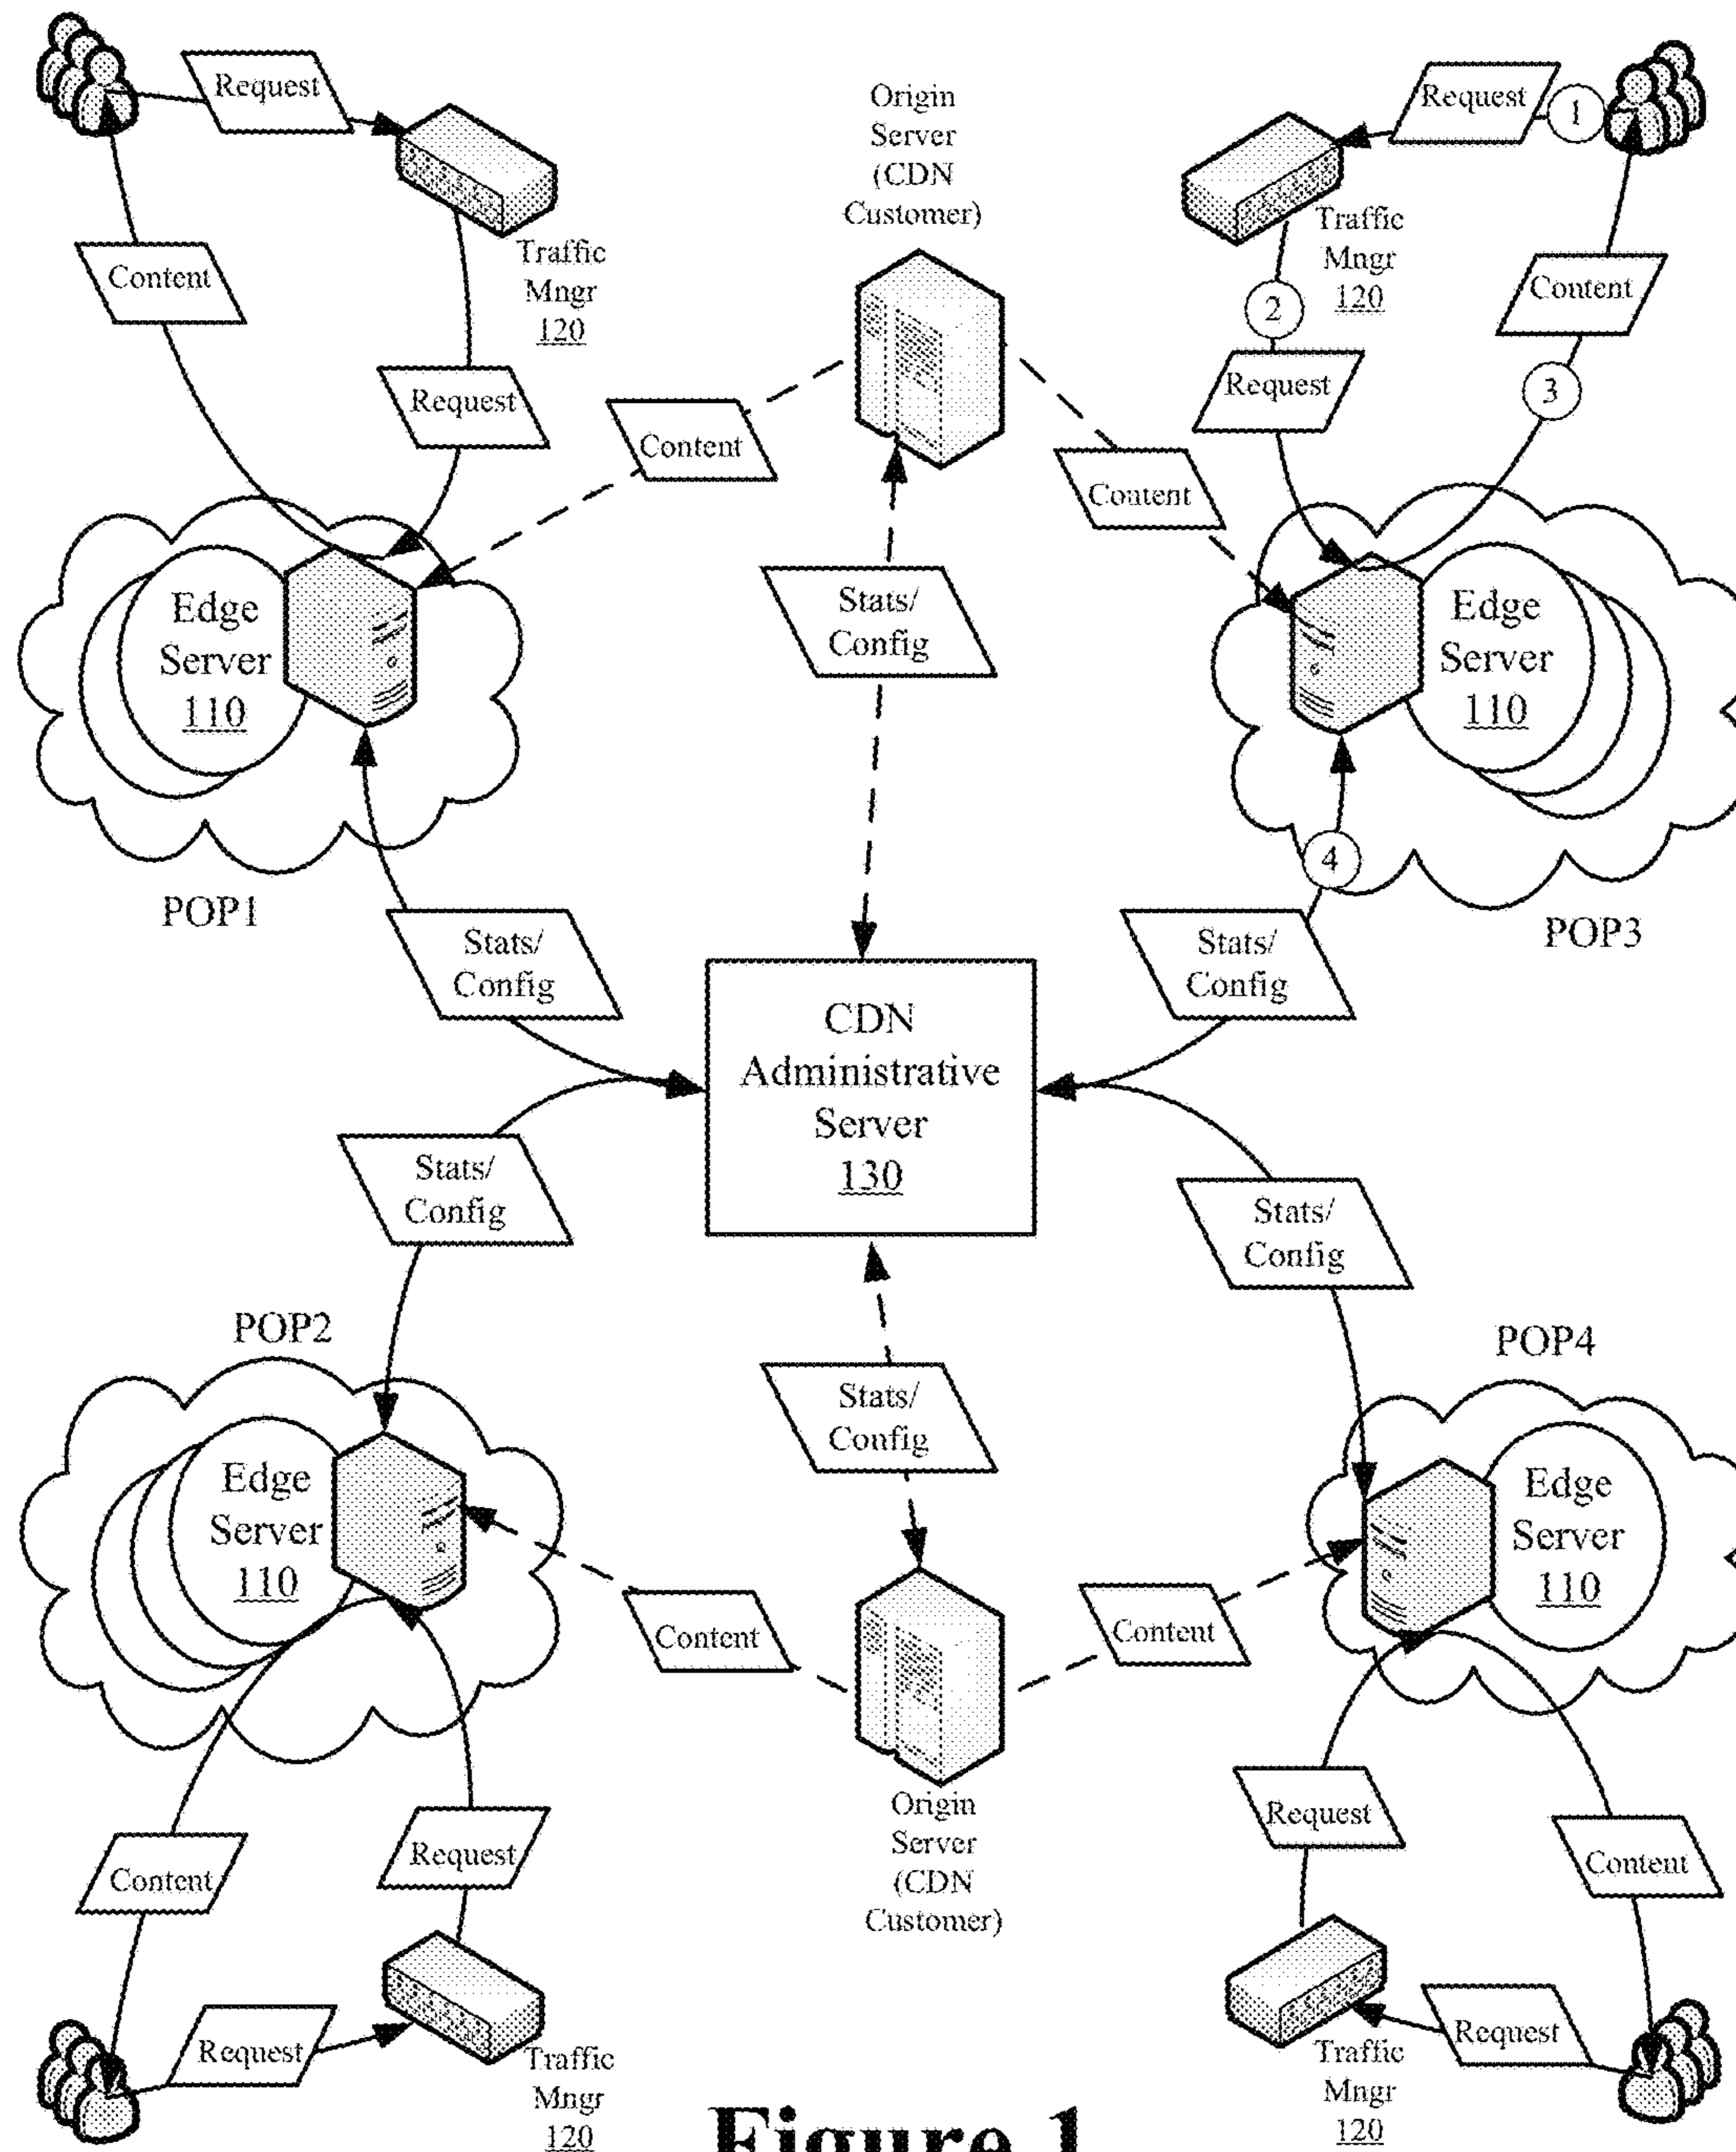 Request
Traffic
Mngr
120
Content
Request
Origin
Server
(CDN
Customer)
Request
1
Traffic
Mngr
120
2
Request
Content
3
Content
Content
Edge
Server
110
POP1
Stats/
Config
Edge
Server
110
POP3
4
Stats/
Config
Stats/
Config
CDN
Administrative
Server
130
Stats/
Config
Stats/
Config
POP2
Edge
Server
110
Stats/
Config
POP4
Edge
Server
110
Content
Content
Origin
Server
(CDN
Customer)
Content
Request
Request
Traffic
Mngr
120
Request
Content
Request
Traffic
Mngr
120
Figure 1